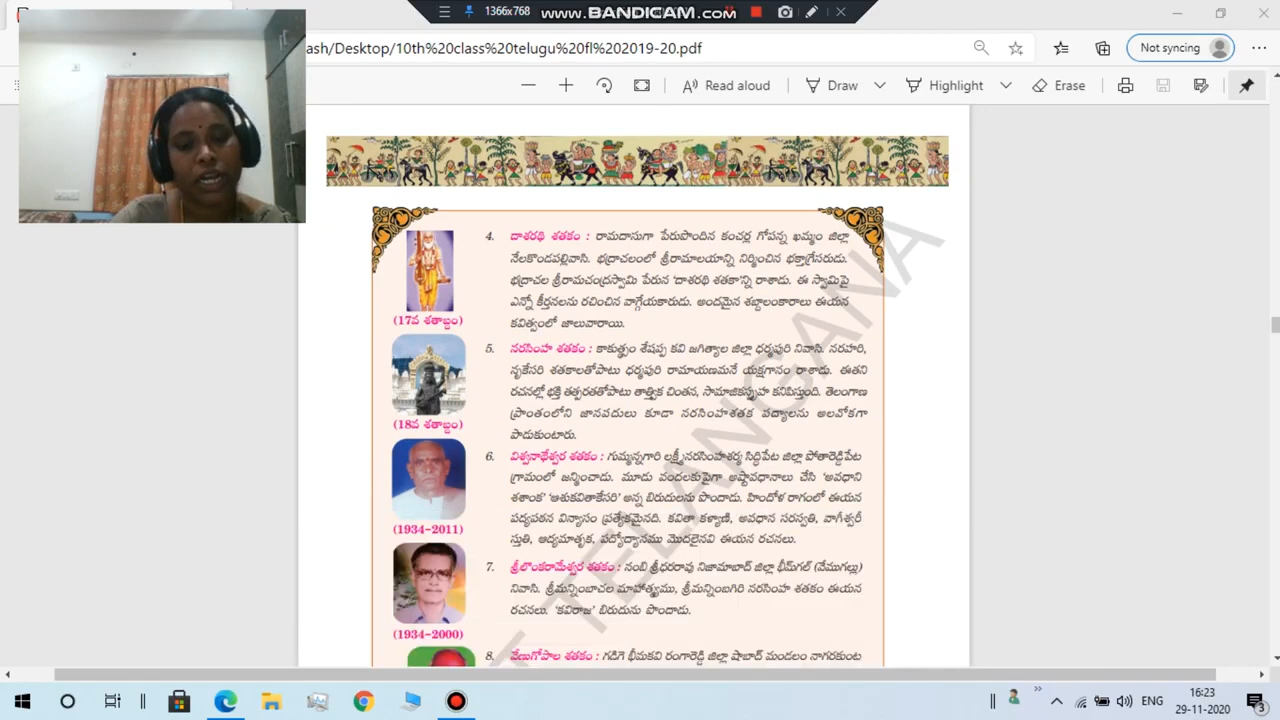 1366x768
www.BANDICAM.com
ash/Desktop/10th%20class%20telugu%20fl%202019-20.pdf
Not syncing
Read aloud
Draw
Highlight
Erase
4. దాశరథి శతకం : రామదాసుగా పేరుపొందిన కంచర్ల గోపన్న ఖమ్మం జిల్లా
నేలకొండపల్లివాసి. భద్రాచలంలో శ్రీరామాలయాన్ని నిర్మించిన భక్తాగ్రేసరుడు.
భద్రాచల శ్రీరామచంద్రస్వామి పేరున 'దాశరథి శతకా'న్ని రాశాడు. ఈ స్వామిపై
ఎన్నో కీర్తనలను రచించిన వాగ్గేయకారుడు. అందమైన శబ్దాలంకారాలు ఈయన
కవిత్వంలో జాలువారాయి.
(17వ శతాబ్దం)
5. నరసింహ శతకం : కాకుత్థ్సం శేషప్ప కవి జగిత్యాల జిల్లా ధర్మపురి నివాసి. నరహరి,
నృకేసరి శతకాలతోపాటు ధర్మపురి రామాయణమనే యక్షగానం రాశాడు. ఈతని
రచనల్లో భక్తి తత్పరతతోపాటు తాత్త్విక చింతన, సామాజికస్పృహ కనిపిస్తుంది. తెలంగాణ
ప్రాంతంలోని జానపదులు కూడా నరసింహశతక పద్యాలను అలవోకగా
పాడుకుంటారు.
(18వ శతాబ్దం)
6. విశ్వనాథేశ్వర శతకం : గుమ్మన్నగారి లక్ష్మీనరసింహశర్మ సిద్దిపేట జిల్లా పోతారెడ్డిపేట
గ్రామంలో జన్మించాడు. మూడు వందలకుపైగా అష్టావధానాలు చేసి 'అవధాని
శశాంక' 'ఆశుకవితాకేసరి' అన్న బిరుదులను పొందాడు. హిందోళ రాగంలో ఈయన
పద్యపఠన విన్యాసం ప్రత్యేకమైనది. కవితా కళ్యాణి, అవధాన సరస్వతి, వాగీశ్వరీ
స్తుతి, ఆద్యమాతృక, పద్యోద్యానము మొదలైనవి ఈయన రచనలు.
(1934-2011)
7. శ్రీలొంకరామేశ్వర శతకం : నంబి శ్రీధరరావు నిజామాబాద్ జిల్లా భీమ్‌గల్ (వేముగల్లు)
నివాసి. శ్రీమన్నింబాచల మాహాత్మ్యము, శ్రీమన్నింబగిరి నరసింహ శతకం ఈయన
రచనలు. 'కవిరాజ' బిరుదును పొందాడు.
(1934-2000)
8. వేణుగోపాల శతకం : గడిగె భీమకవి రంగారెడ్డి జిల్లా షాబాద్ మండలం నాగరకుంట
TELANGANA
ENG
16:23
29-11-2020
3